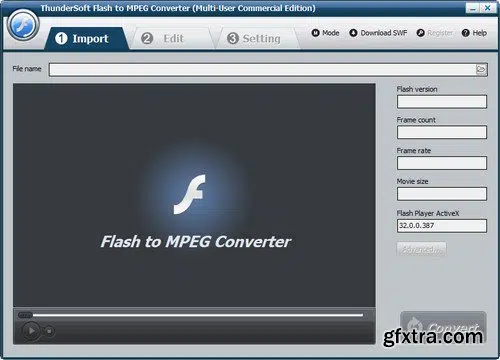 ThunderSoft Flash to MPEG Converter (Multi-User Commercial Edition)
1 Import
2 Edit
3 Setting
Mode
Download SWF
Register
? Help
File name
Flash version
Frame count
Frame rate
Movie size
Flash Player ActiveX
32.0.0.387
Advanced...
Flash to MPEG Converter
Convert
gfxtra.com